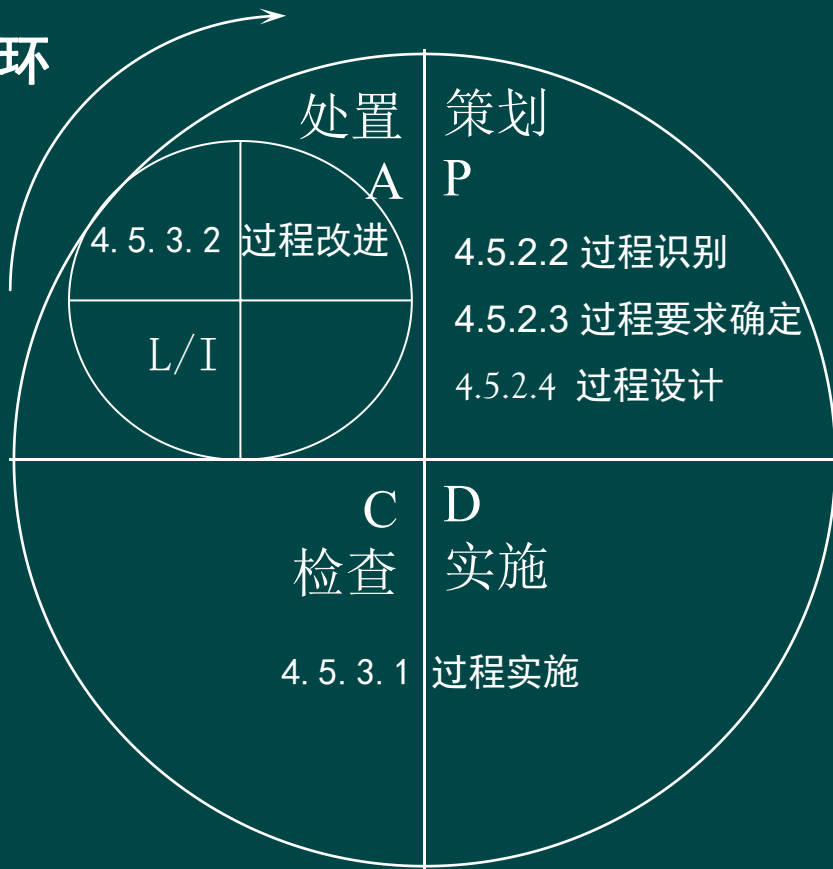 环
处置 策划
A P
4.5.3.2 过程改进
4.5.2.2 过程识别
4.5.2.3 过程要求确定
L/I
4.5.2.4 过程设计
C D
检查 实施
4.5.3.1 过程实施